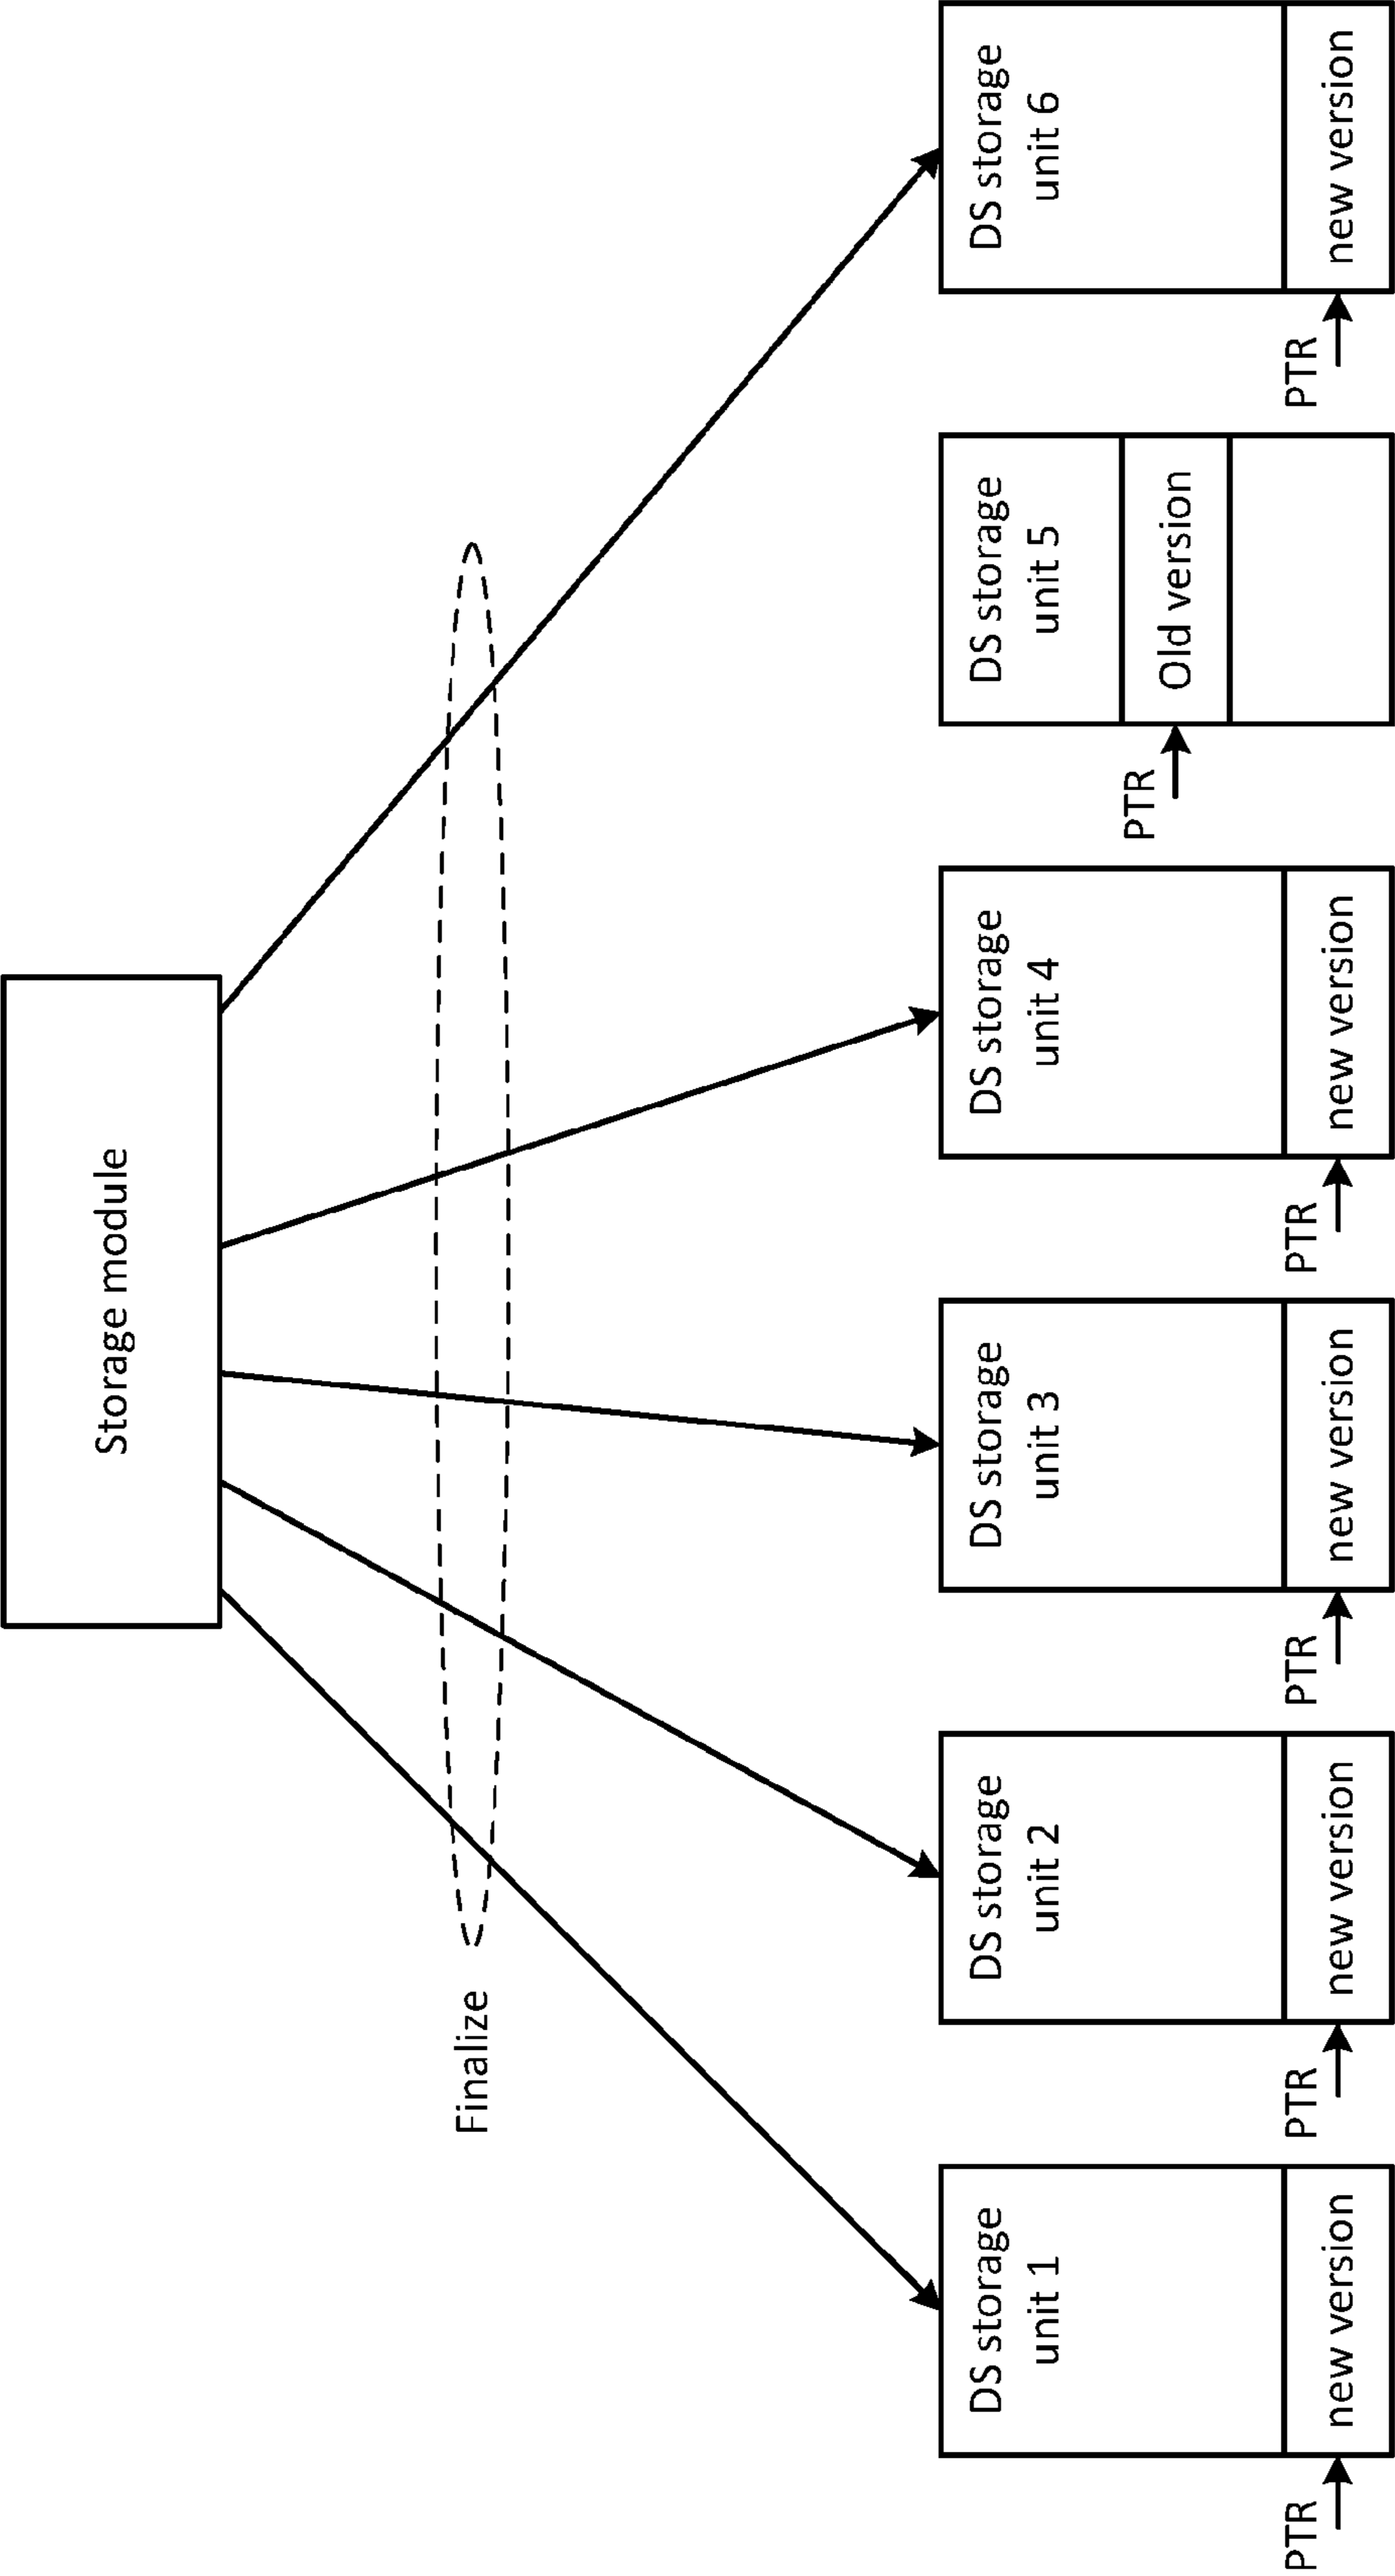 Storage module
Finalize
DS storage
unit 1
new version
PTR
DS storage
unit 2
new version
PTR
DS storage
unit 3
new version
PTR
DS storage
unit 4
new version
PTR
DS storage
unit 5
Old version
PTR
DS storage
unit 6
new version
PTR